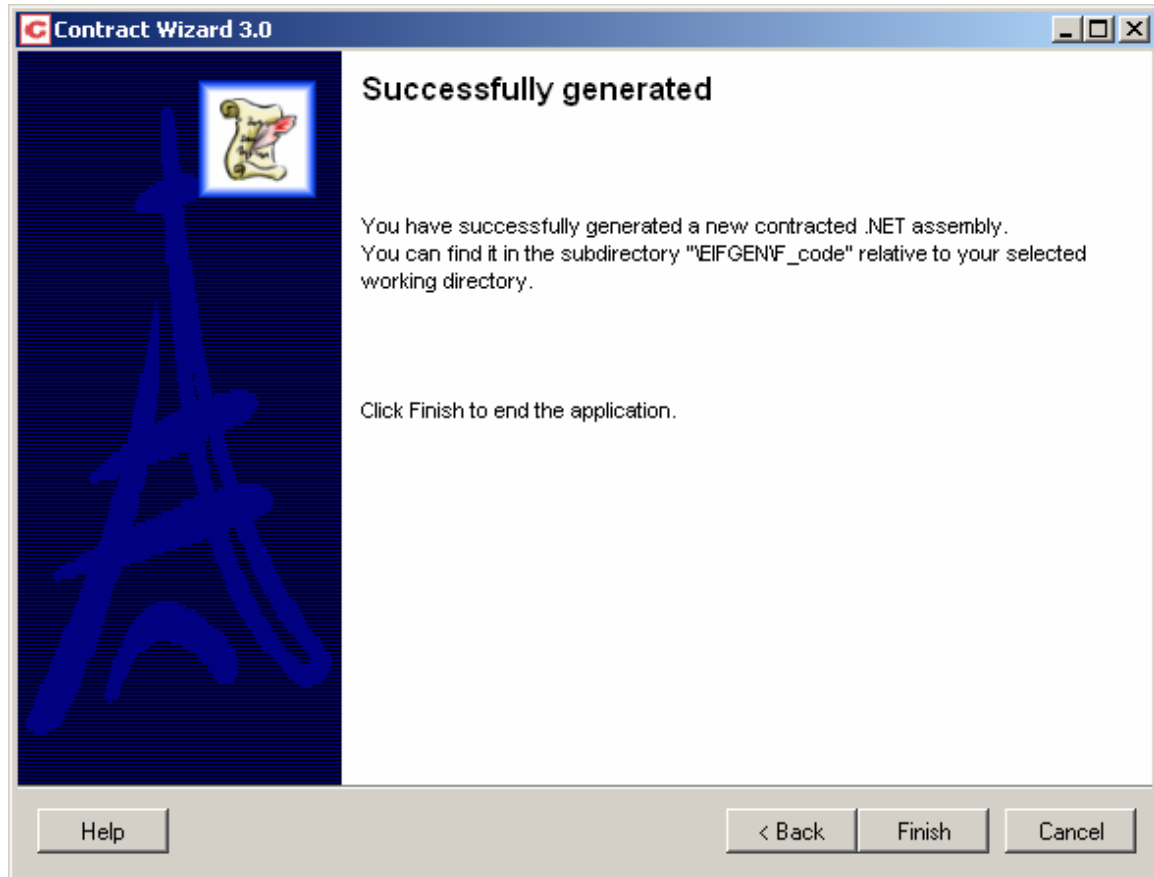 Contract Wizard 3.0
Successfully generated
You have successfully generated a new contracted .NET assembly.
You can find it in the subdirectory "\EIFGEN\F_code" relative to your selected
working directory.
Click Finish to end the application.
Help
< Back
Finish
Cancel